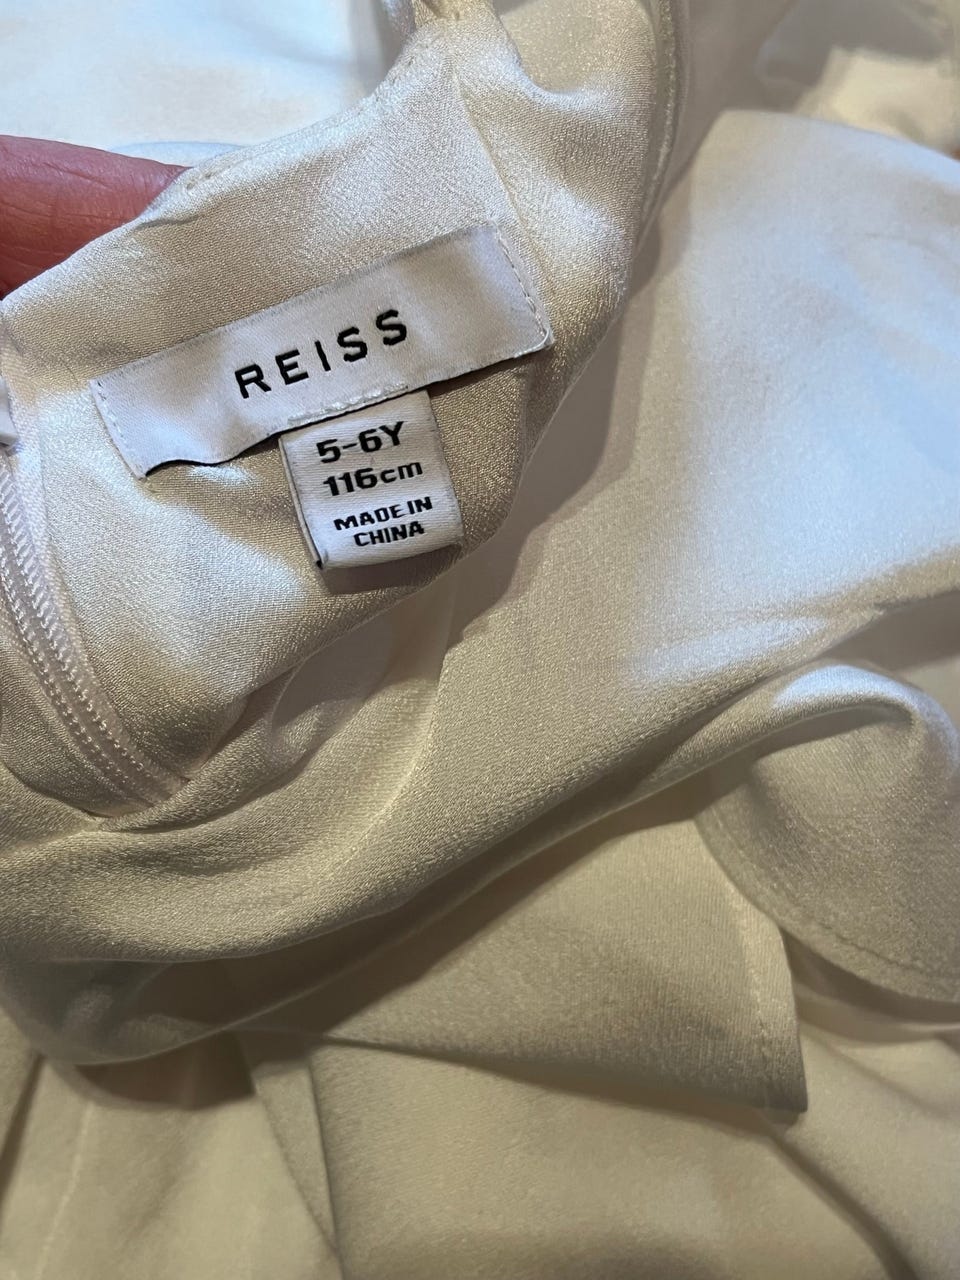 REISS
5-6Y
116cm
MADE IN
CHINA